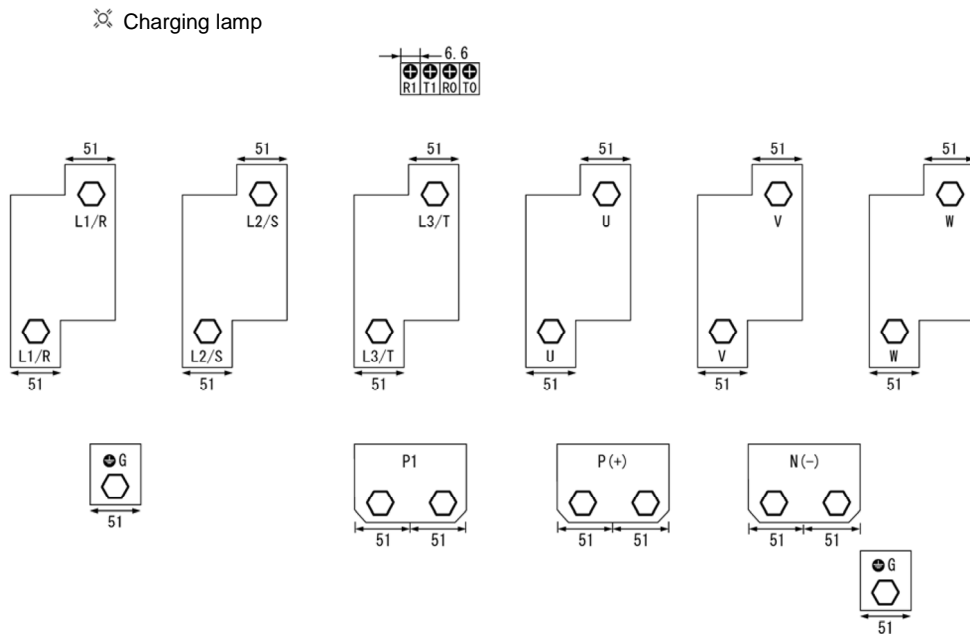 Charging lamp
6.6
R1 T1 R0 T0
51 51 51 51 51 51
L1/R L2/S L3/T U V W
L1/R L2/S L3/T U V W
51 51 51 51 51 51
G P1 P(+) N(-)
51 51 51 51 51 51 51
G
51